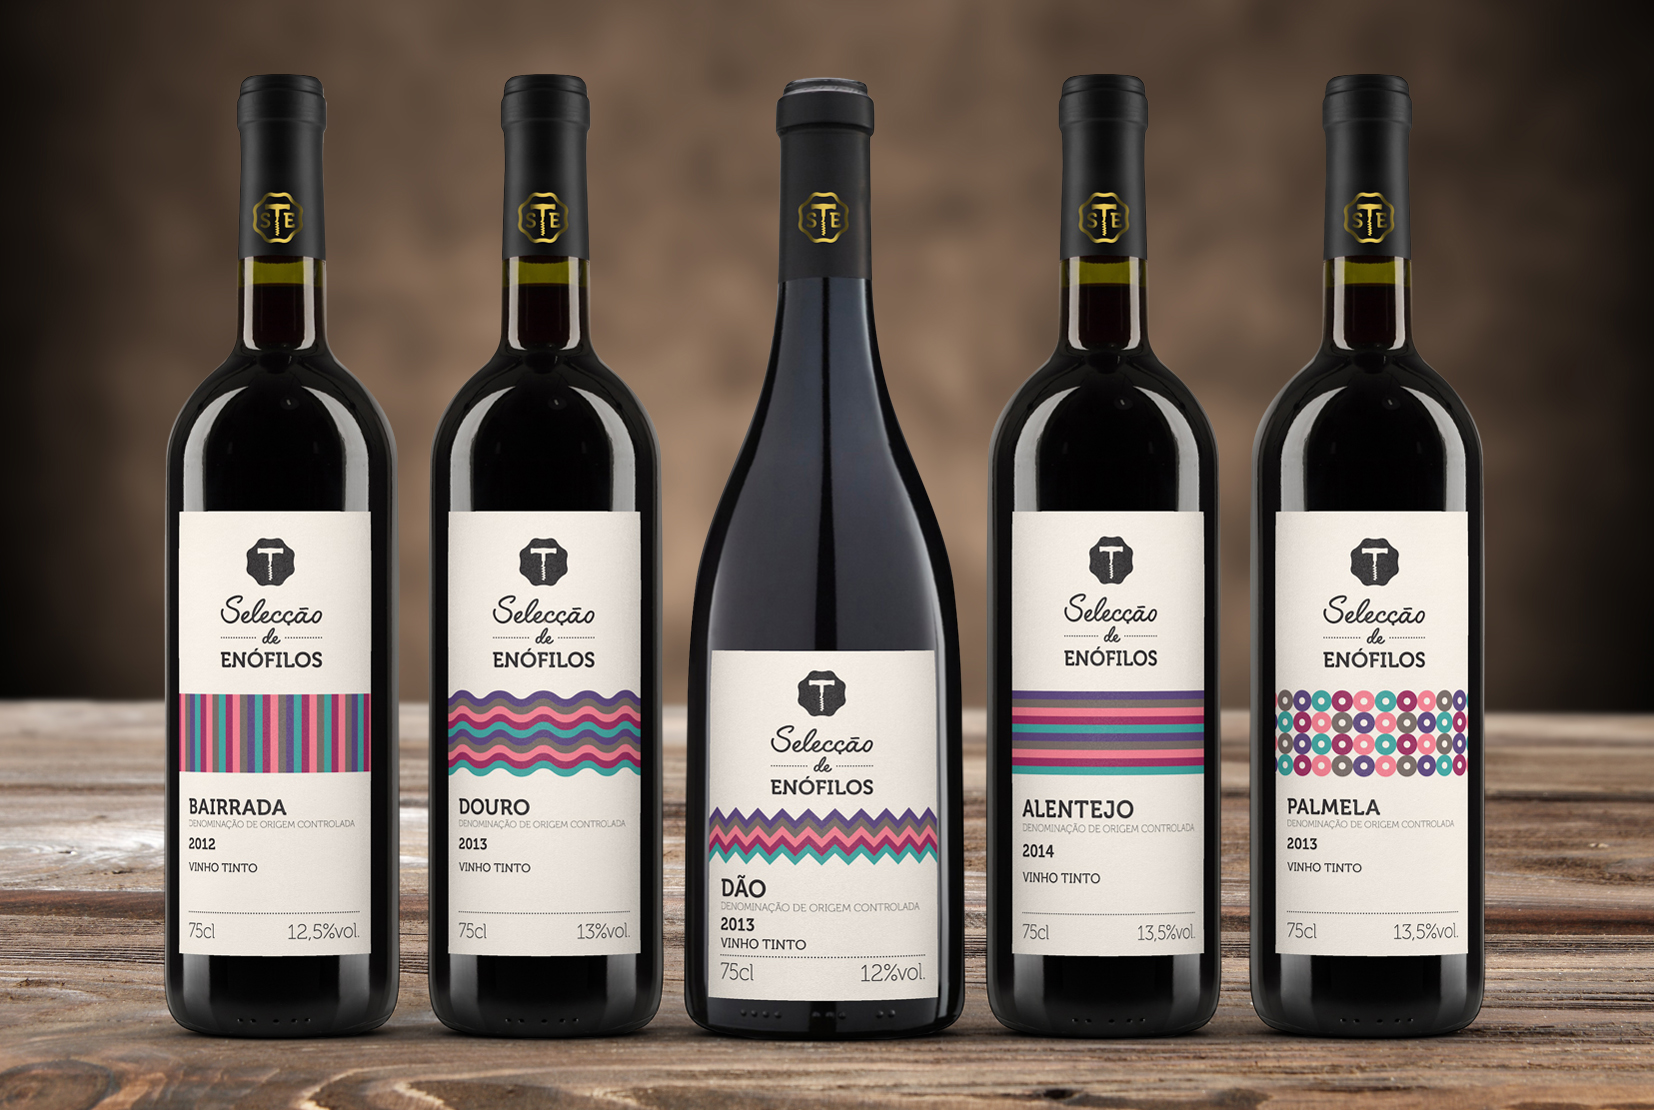 STE
T
Selecção
de
ENÓFILOS
BAIRRADA
DENOMINAÇÃO DE ORIGEM CONTROLADA
2012
VINHO TINTO
75cl 12,5%vol.
STE
T
Selecção
de
ENÓFILOS
DOURO
DENOMINAÇÃO DE ORIGEM CONTROLADA
2013
VINHO TINTO
75cl 13%vol.
STE
T
Selecção
de
ENÓFILOS
DÃO
DENOMINAÇÃO DE ORIGEM CONTROLADA
2013
VINHO TINTO
75cl 12%vol.
STE
T
Selecção
de
ENÓFILOS
ALENTEJO
DENOMINAÇÃO DE ORIGEM CONTROLADA
2014
VINHO TINTO
75cl 13,5%vol.
STE
T
Selecção
de
ENÓFILOS
PALMELA
DENOMINAÇÃO DE ORIGEM CONTROLADA
2013
VINHO TINTO
75cl 13,5%vol.